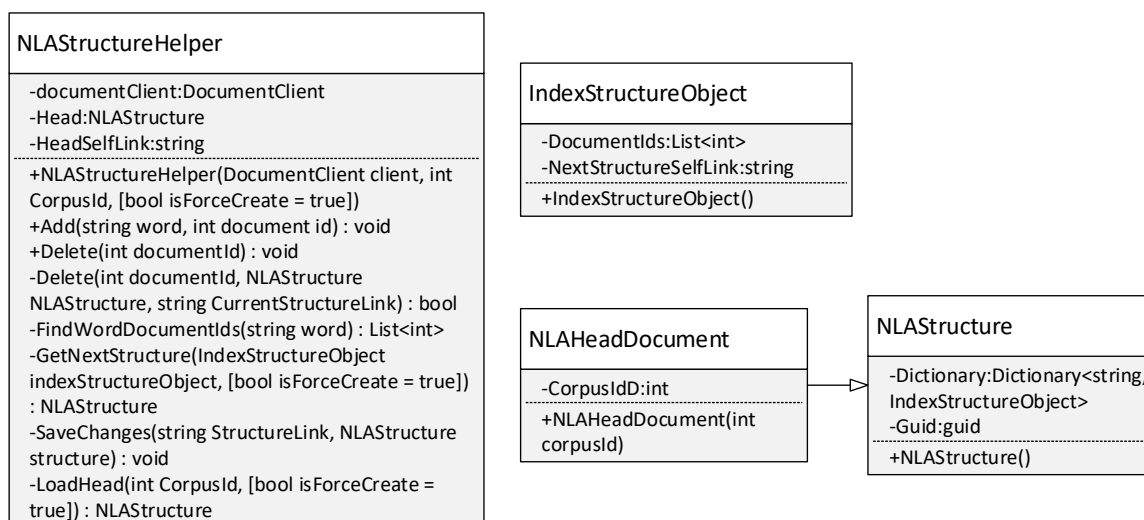 NLAStructureHelper
-documentClient:DocumentClient
-Head:NLAStructure
-HeadSelfLink:string
+NLAStructureHelper(DocumentClient client, int
CorpusId, [bool isForceCreate = true])
+Add(string word, int document id) : void
+Delete(int documentId) : void
-Delete(int documentId, NLAStructure
NLAStructure, string CurrentStructureLink) : bool
-FindWordDocumentIds(string word) : List<int>
-GetNextStructure(IndexStructureObject
indexStructureObject, [bool isForceCreate = true])
: NLAStructure
-SaveChanges(string StructureLink, NLAStructure
structure) : void
-LoadHead(int CorpusId, [bool isForceCreate =
true]) : NLAStructure
IndexStructureObject
-DocumentIds:List<int>
-NextStructureSelfLink:string
+IndexStructureObject()
NLAHeadDocument
-CorpusIdD:int
+NLAHeadDocument(int
corpusId)
NLAStructure
-Dictionary:Dictionary<string,
IndexStructureObject>
-Guid:guid
+NLAStructure()